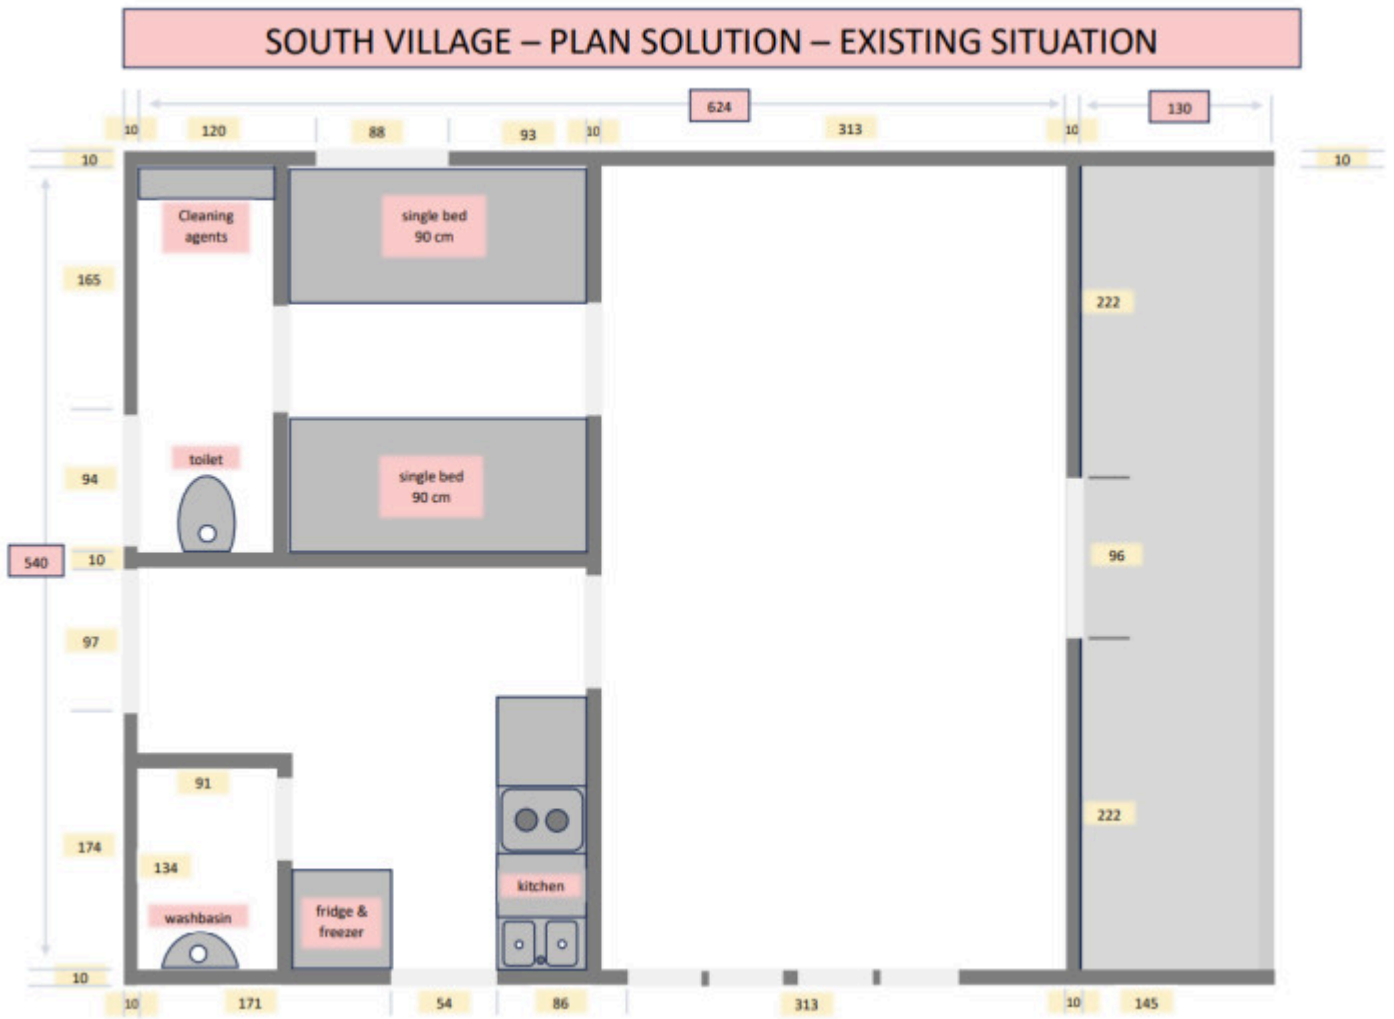 SOUTH VILLAGE – PLAN SOLUTION – EXISTING SITUATION
624
130
10
120
88
93
10
313
10
10
10
Cleaning
agents
single bed
90 cm
165
222
toilet
single bed
90 cm
94
540
10
96
97
91
222
174
134
kitchen
washbasin
fridge &
freezer
10
10
171
54
86
313
10
145